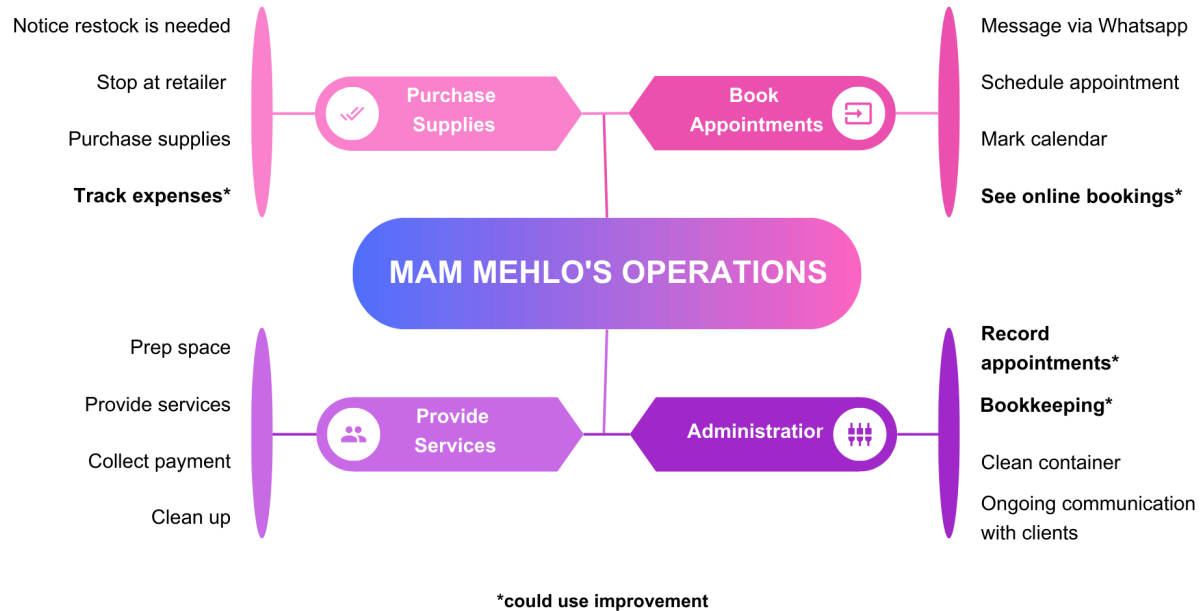 Notice restock is needed
Stop at retailer
Purchase supplies
Track expenses*
Purchase
Supplies
Book
Appointments
Message via Whatsapp
Schedule appointment
Mark calendar
See online bookings*
MAM MEHLO'S OPERATIONS
Prep space
Provide services
Collect payment
Clean up
Provide
Services
Administration
Record
appointments*
Bookkeeping*
Clean container
Ongoing communication
with clients
*could use improvement